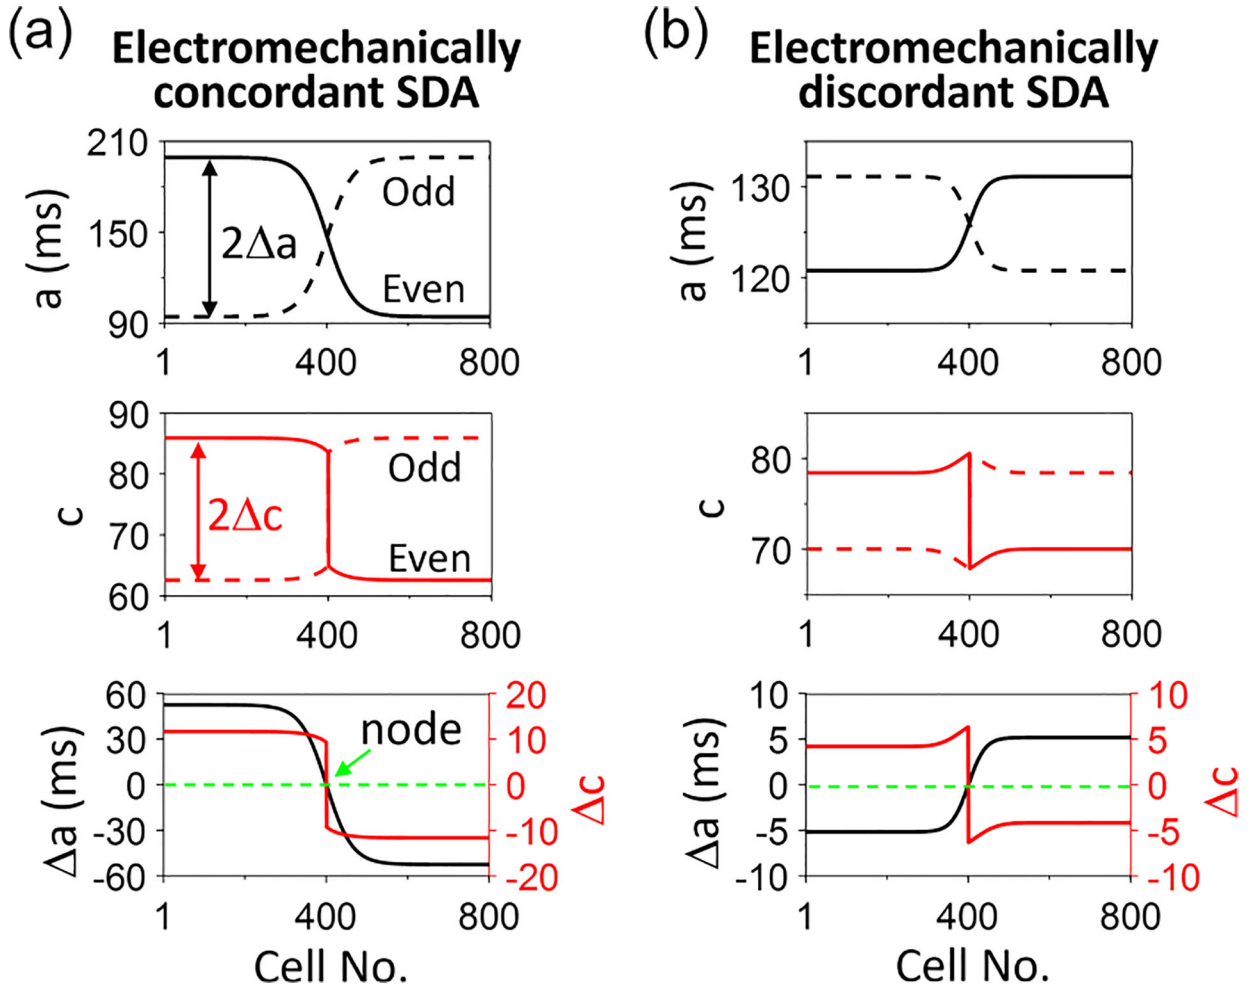 (a)
Electromechanically
concordant SDA
210
150
90
a (ms)
2Δa
Odd
Even
1 400 800
90
80
70
60
c
2Δc
Odd
Even
1 400 800
60
30
0
-30
-60
Δa (ms)
node
20
10
0
-10
-20
Δc
1 400 800
Cell No.
(b)
Electromechanically
discordant SDA
130
120
a (ms)
1 400 800
80
70
c
1 400 800
10
5
0
-5
-10
Δa (ms)
10
5
0
-5
-10
Δc
1 400 800
Cell No.